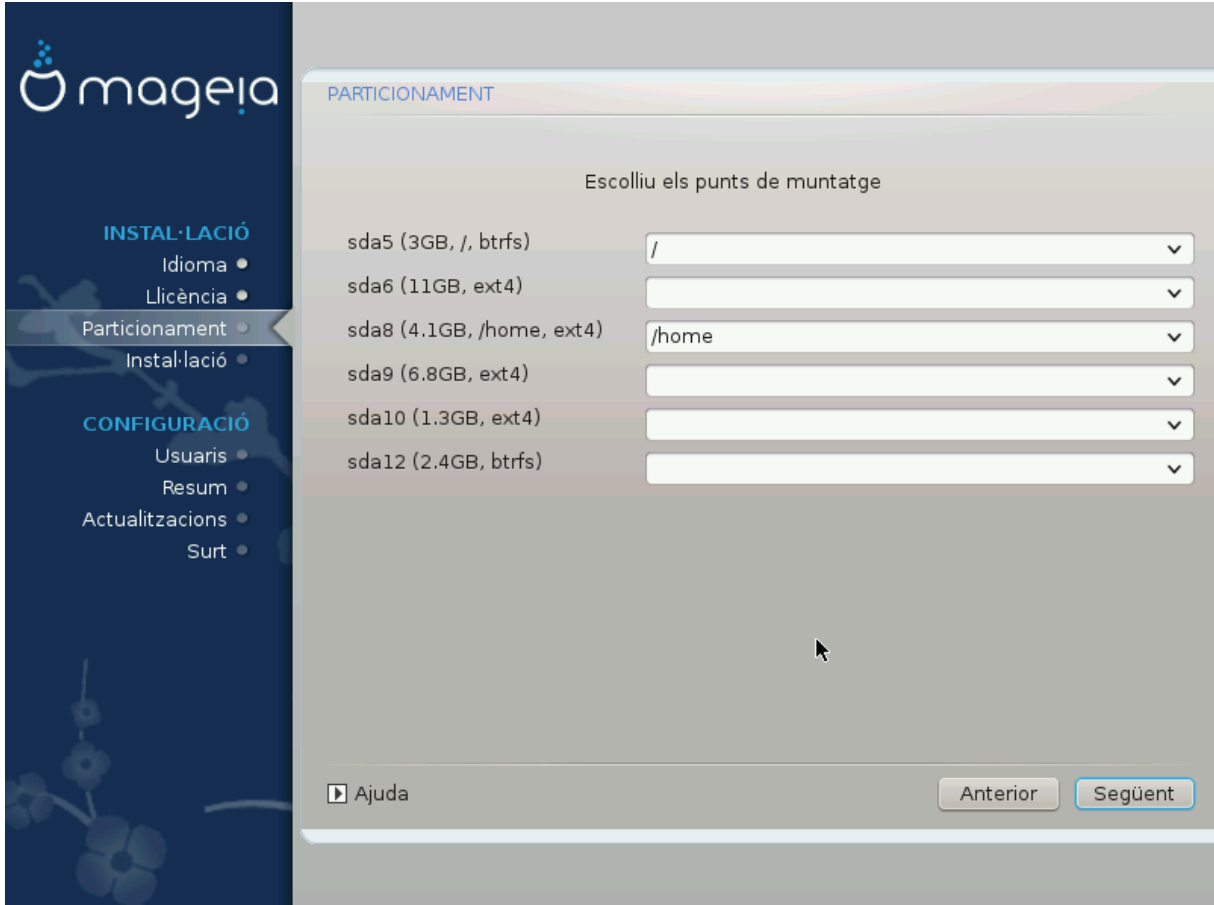 mageia
INSTAL·LACIÓ
Idioma
Llicència
Particionament
Instal·lació
CONFIGURACIÓ
Usuaris
Resum
Actualitzacions
Surt
PARTICIONAMENT
Escolliu els punts de muntatge
sda5 (3GB, /, btrfs) /
sda6 (11GB, ext4)
sda8 (4.1GB, /home, ext4) /home
sda9 (6.8GB, ext4)
sda10 (1.3GB, ext4)
sda12 (2.4GB, btrfs)
Ajuda Anterior Següent